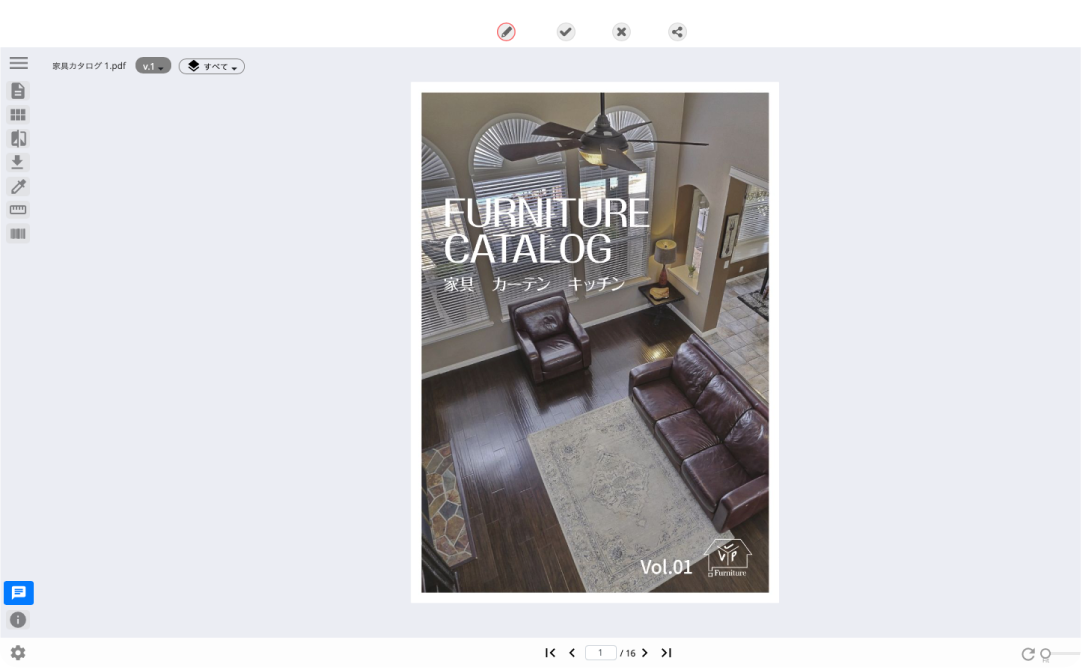 家具カタログ 1.pdf v.1 すべて
FURNITURE
CATALOG
家具 カーテン キッチン
Vol.01
VTP
Furniture
1 / 16